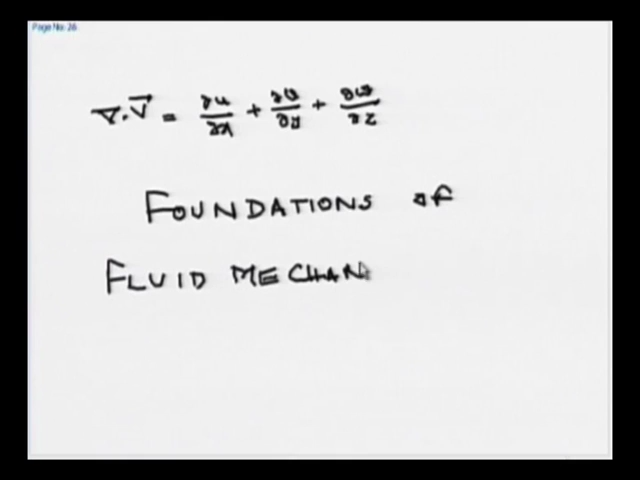 Page No: 26
∇·V⃗ = ∂u/∂x + ∂v/∂y + ∂w/∂z
FOUNDATIONS OF
FLUID MECHAN